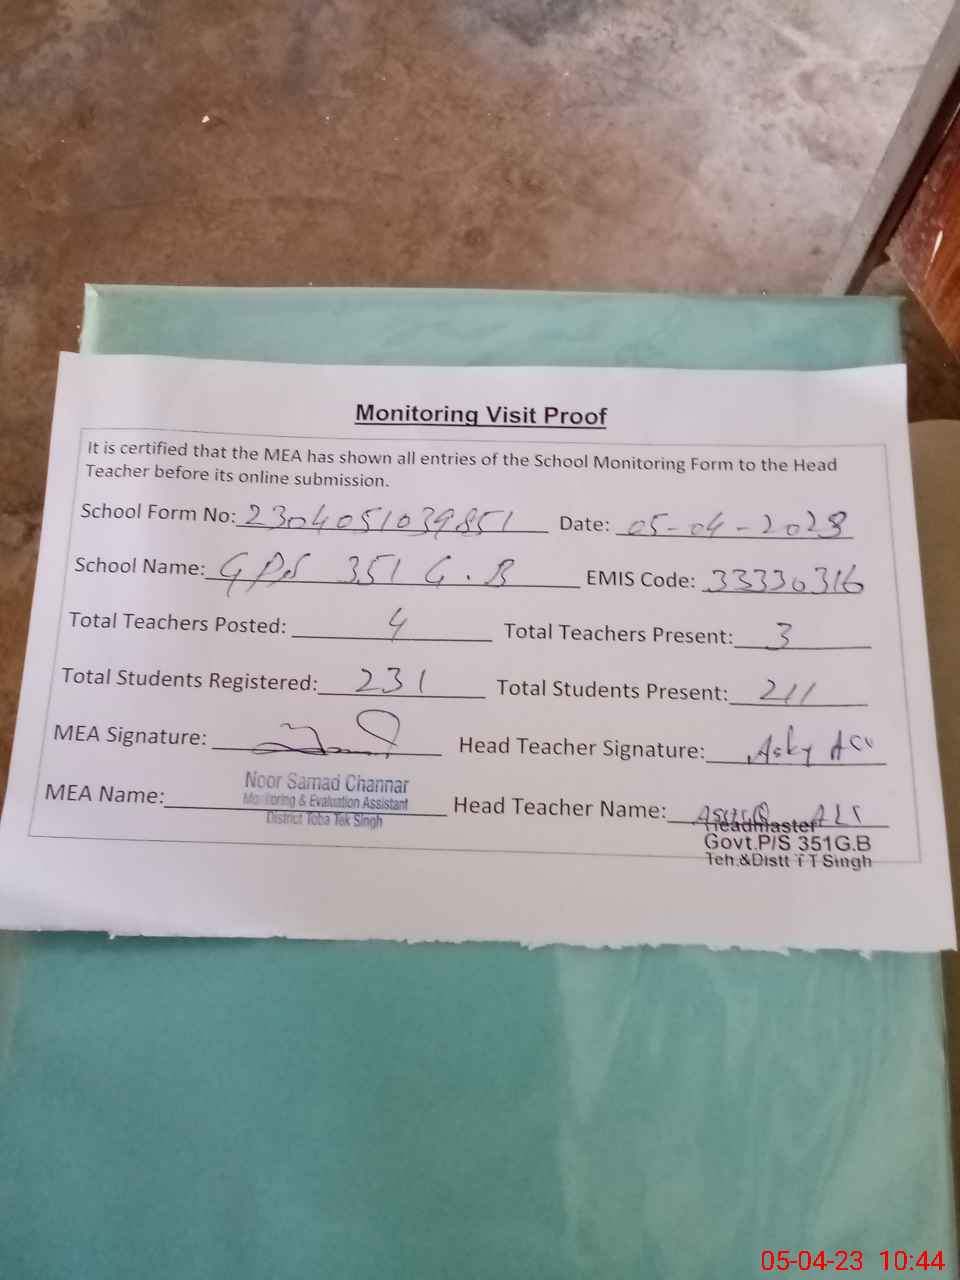 Monitoring Visit Proof
It is certified that the MEA has shown all entries of the School Monitoring Form to the Head
Teacher before its online submission.
School Form No: 2304051039851 Date: 05-04-2023
School Name: GPS 351 G.B EMIS Code: 33330316
Total Teachers Posted: 4 Total Teachers Present: 3
Total Students Registered: 231 Total Students Present: 211
MEA Signature: Head Teacher Signature:
MEA Name: Noor Samad Channar Head Teacher Name: ALI
Monitoring & Evaluation Assistant
District Toba Tek Singh
Headmaster
Govt.P/S 351G.B
Teh.&Distt T T Singh
05-04-23 10:44